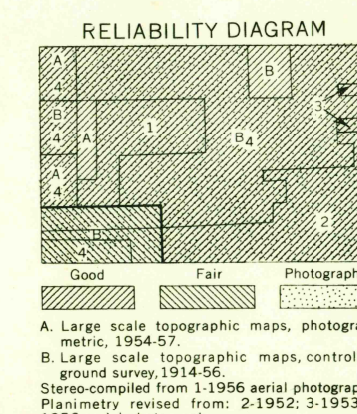 RELIABILITY DIAGRAM
A
4
B
B
4
A
1
B4
3
A
4
2
B
4
Good Fair
A. Large scale topographic maps,
metric, 1954-57.
B. Large scale topographic maps, control
ground survey, 1914-56.
Stereo-compiled from 1-1956 aerial
Planimetry revised from: 2-1952; 3-1953